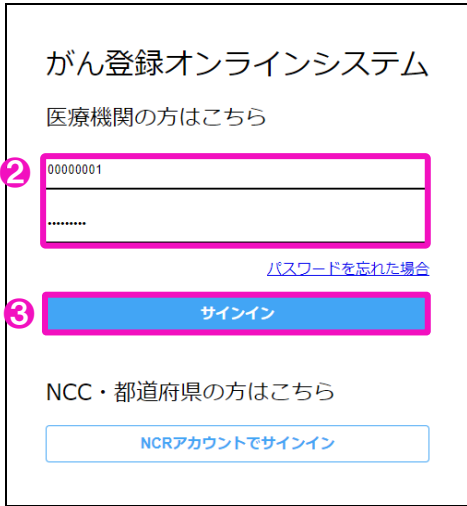 がん登録オンラインシステム
医療機関の方はこちら
❷
00000001
•••••••••
パスワードを忘れた場合
❸
サインイン
NCC・都道府県の方はこちら
NCRアカウントでサインイン